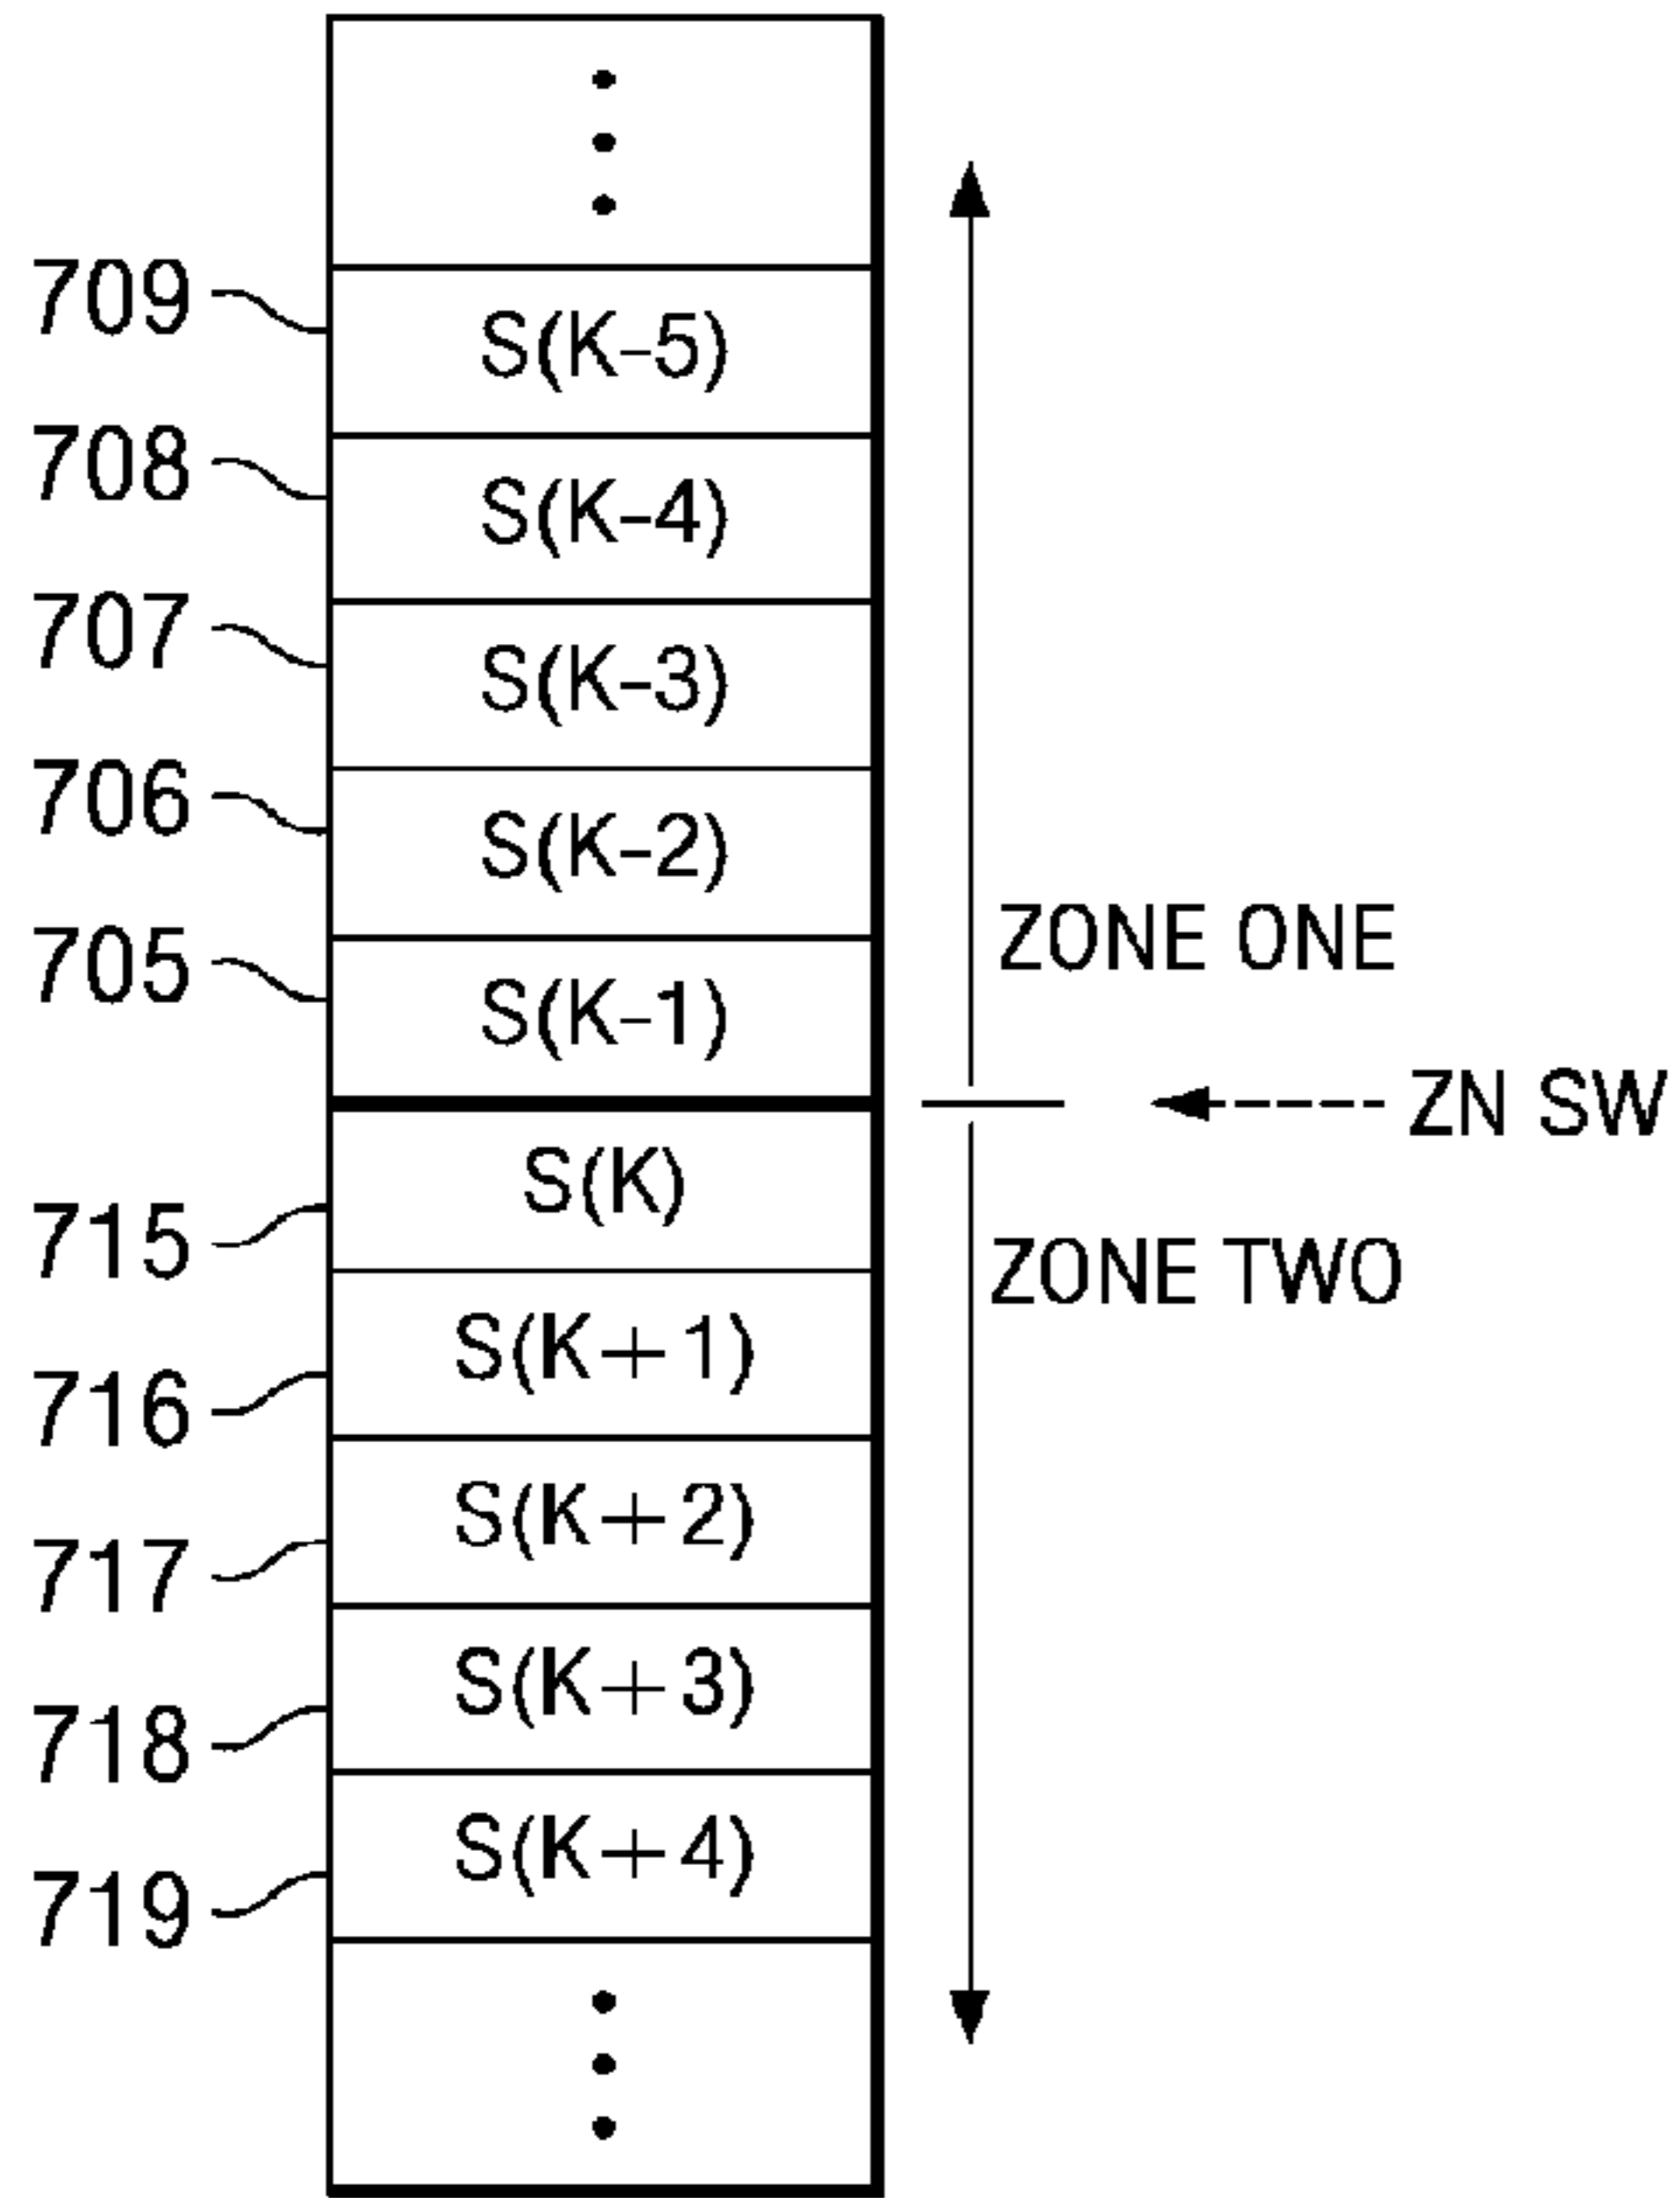 709 S(K-5)
708 S(K-4)
707 S(K-3)
706 S(K-2)
705 S(K-1)
ZONE ONE
ZN SW
715 S(K)
ZONE TWO
716 S(K+1)
717 S(K+2)
718 S(K+3)
719 S(K+4)